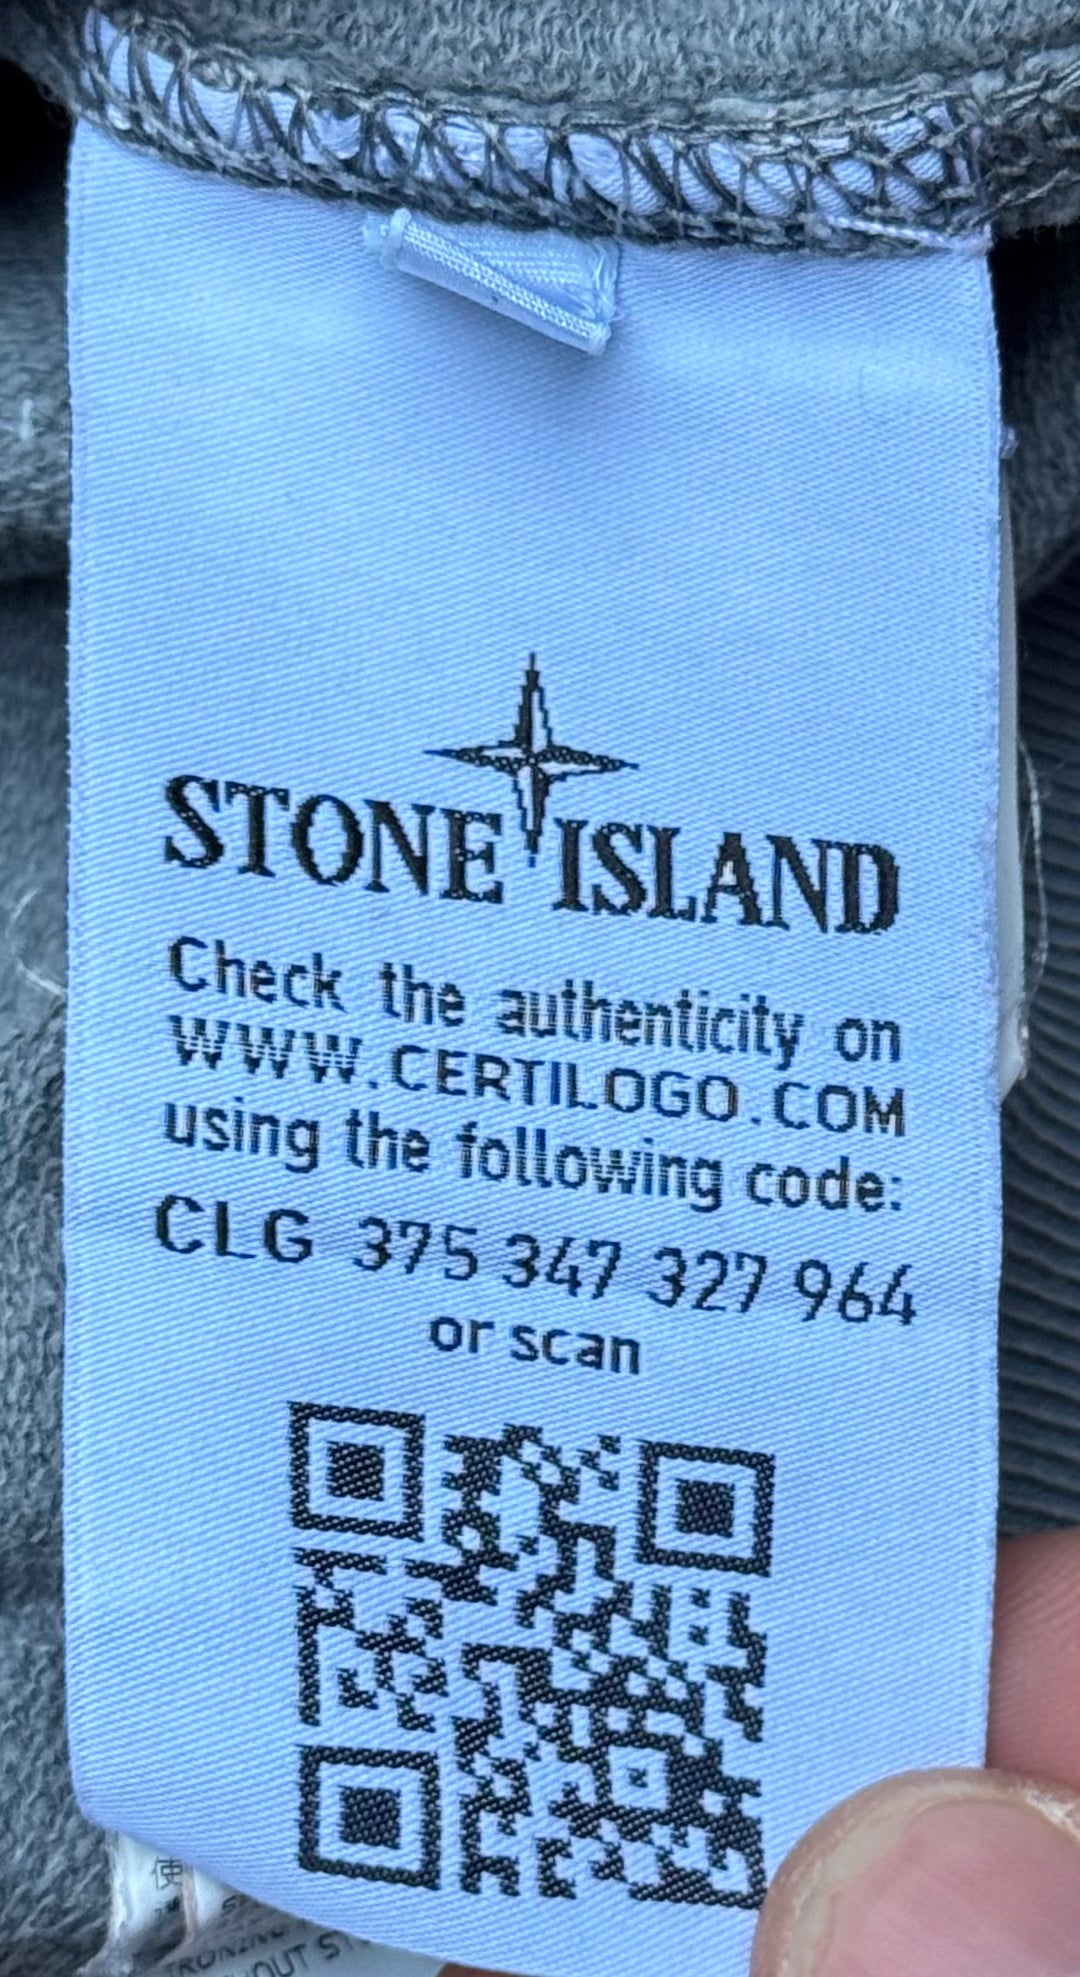 STONE ISLAND
Check the authenticity on
WWW.CERTILOGO.COM
using the following code:
CLG 375 347 327 964
or scan
使